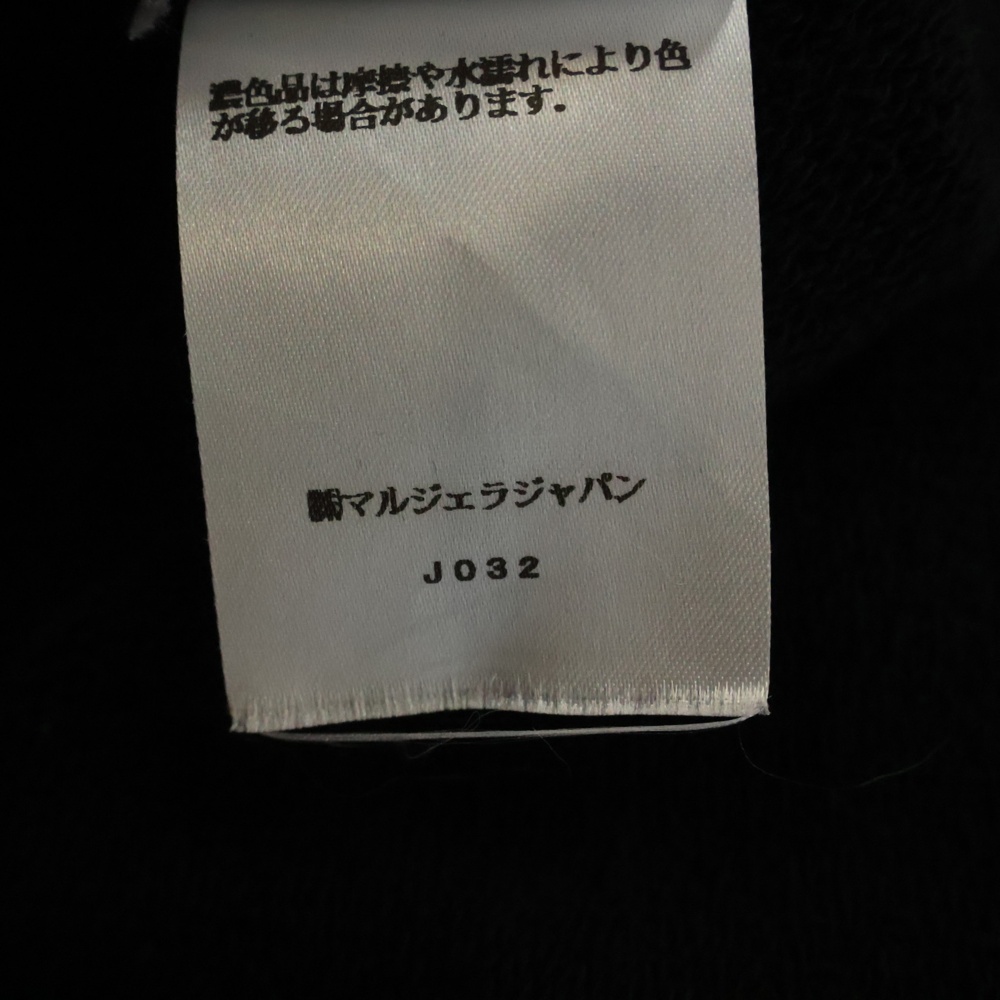 濃色品は摩擦や水濡れにより色
が移る場合があります。
㈱マルジェラジャパン
J032